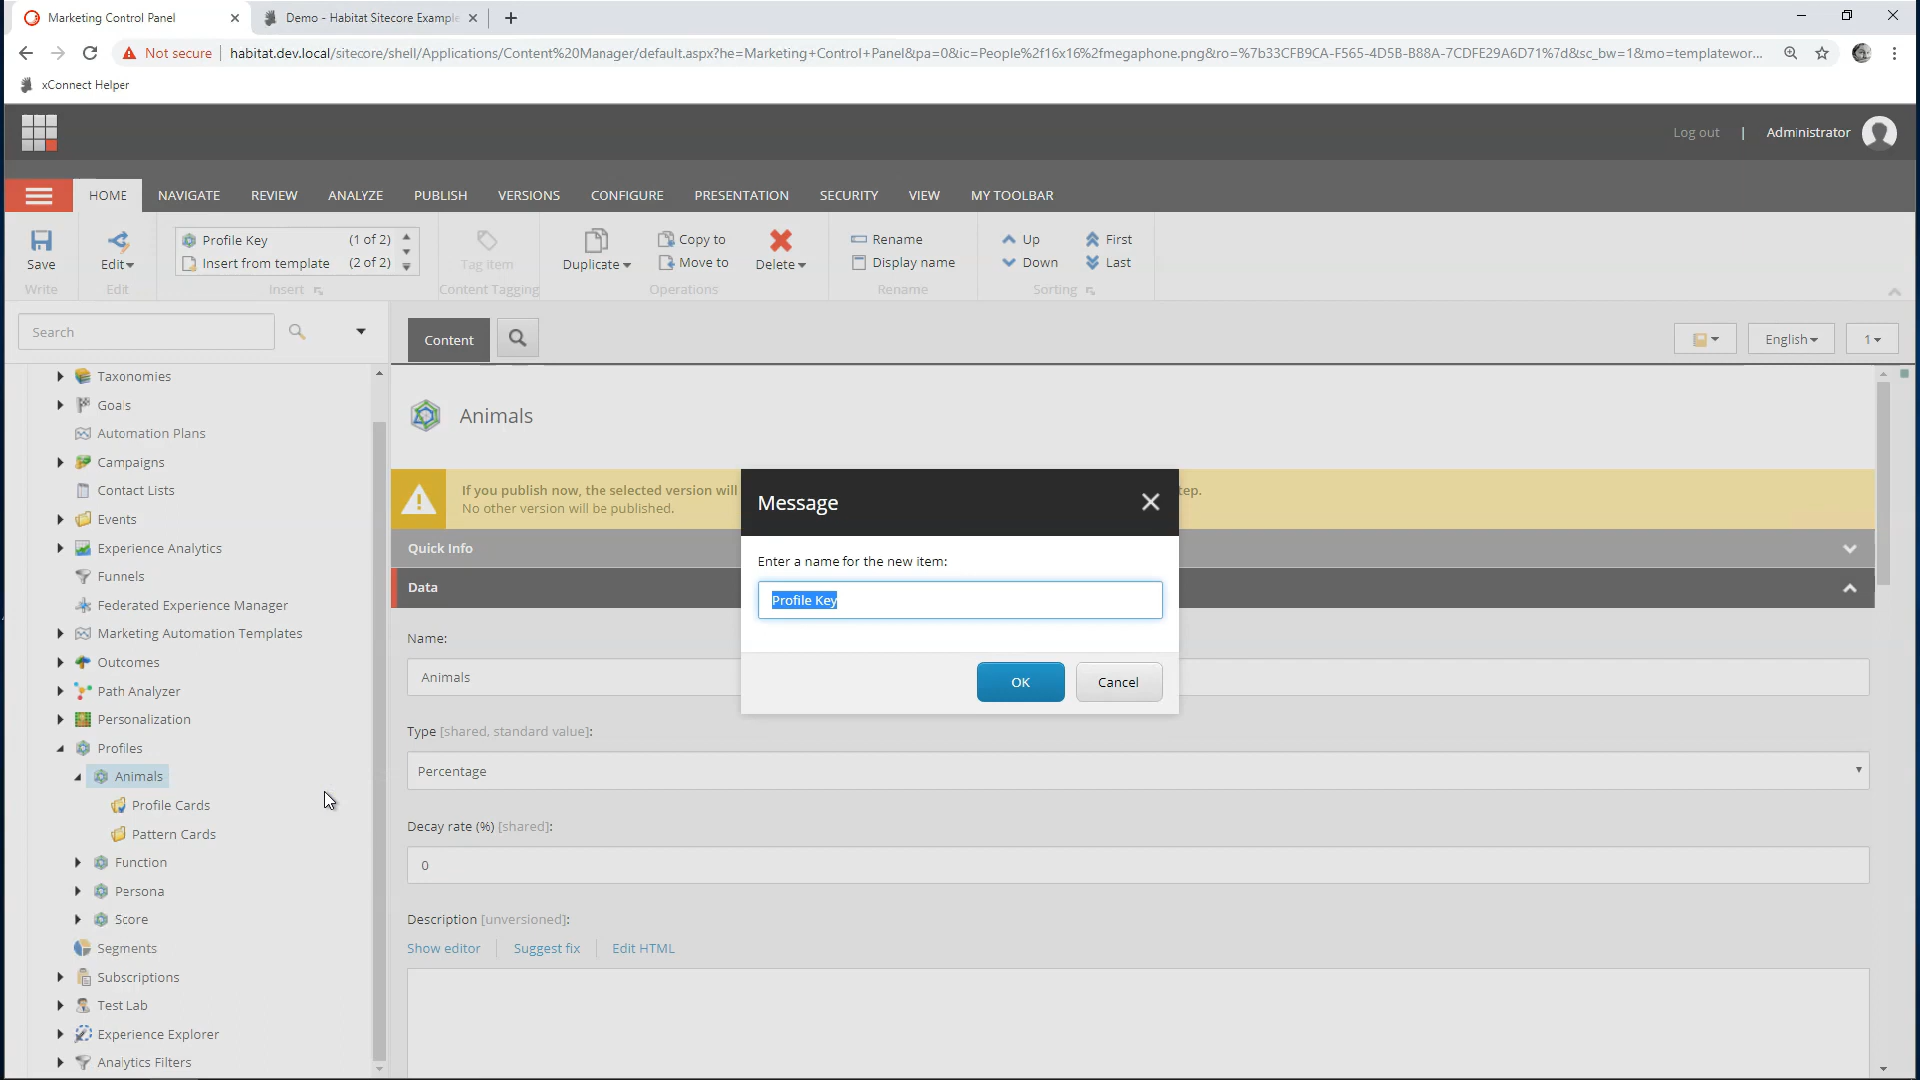 Marketing Control Panel
Demo - Habitat Sitecore Example
Not secure
habitat.dev.local/sitecore/shell/Applications/Content%20Manager/default.aspx?he=Marketing+Control+Panel&pa=0&ic=People%2f16x16%2fmegaphone.png&ro=%7b33CFB9CA-F565-4D5B-B88A-7CDFE29A6D71%7d&sc_bw=1&mo=templatewor...
xConnect Helper
Log out | Administrator
HOME NAVIGATE REVIEW ANALYZE PUBLISH VERSIONS CONFIGURE PRESENTATION SECURITY VIEW MY TOOLBAR
Save
Write
Edit
Edit
Profile Key (1 of 2)
Insert from template (2 of 2)
Insert
Tag item
Content Tagging
Duplicate
Copy to
Move to
Delete
Operations
Rename
Display name
Rename
Up
Down
First
Last
Sorting
Search
Content
English
1
Taxonomies
Goals
Automation Plans
Campaigns
Contact Lists
Events
Experience Analytics
Funnels
Federated Experience Manager
Marketing Automation Templates
Outcomes
Path Analyzer
Personalization
Profiles
Animals
Profile Cards
Pattern Cards
Function
Persona
Score
Segments
Subscriptions
Test Lab
Experience Explorer
Analytics Filters
Animals
If you publish now, the selected version will
tep.
No other version will be published.
Quick Info
Data
Name:
Animals
Type [shared, standard value]:
Percentage
Decay rate (%) [shared]:
0
Description [unversioned]:
Show editor
Suggest fix
Edit HTML
Message
Enter a name for the new item:
Profile Key
OK
Cancel